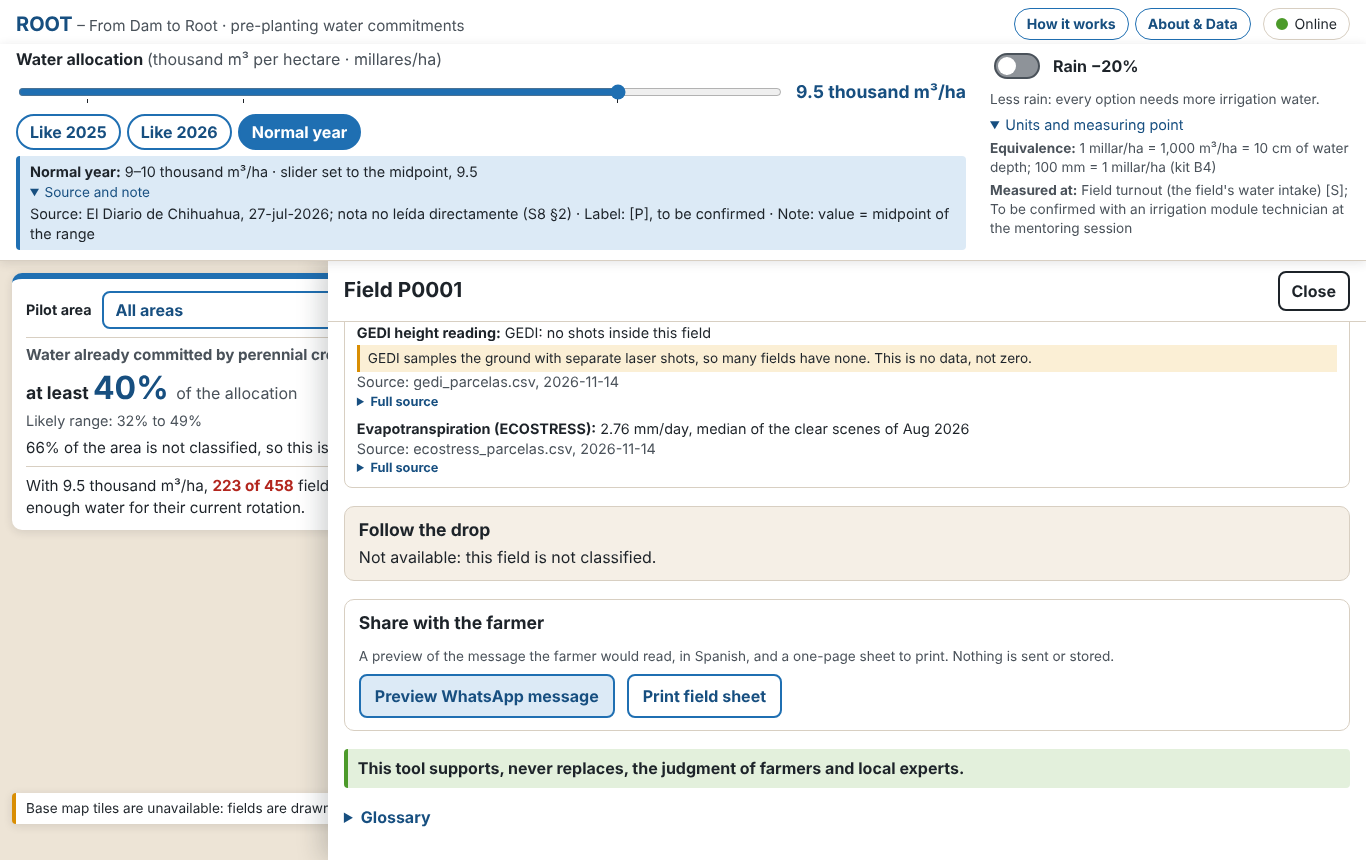 ROOT – From Dam to Root · pre-planting water commitments
How it works
About & Data
Online
Water allocation (thousand m³ per hectare · millares/ha)
9.5 thousand m³/ha
Like 2025
Like 2026
Normal year
Normal year: 9–10 thousand m³/ha · slider set to the midpoint, 9.5
▼ Source and note
Source: El Diario de Chihuahua, 27-jul-2026; nota no leída directamente (S8 §2) · Label: [P], to be confirmed · Note: value = midpoint of
the range
Rain −20%
Less rain: every option needs more irrigation water.
▼ Units and measuring point
Equivalence: 1 millar/ha = 1,000 m³/ha = 10 cm of water
depth; 100 mm = 1 millar/ha (kit B4)
Measured at: Field turnout (the field's water intake) [S];
To be confirmed with an irrigation module technician at
the mentoring session
Pilot area
All areas
Water already committed by perennial cr
at least 40% of the allocation
Likely range: 32% to 49%
66% of the area is not classified, so this is
With 9.5 thousand m³/ha, 223 of 458 field
enough water for their current rotation.
Base map tiles are unavailable: fields are drawn
Field P0001
Close
GEDI height reading: GEDI: no shots inside this field
GEDI samples the ground with separate laser shots, so many fields have none. This is no data, not zero.
Source: gedi_parcelas.csv, 2026-11-14
▶ Full source
Evapotranspiration (ECOSTRESS): 2.76 mm/day, median of the clear scenes of Aug 2026
Source: ecostress_parcelas.csv, 2026-11-14
▶ Full source
Follow the drop
Not available: this field is not classified.
Share with the farmer
A preview of the message the farmer would read, in Spanish, and a one-page sheet to print. Nothing is sent or stored.
Preview WhatsApp message
Print field sheet
This tool supports, never replaces, the judgment of farmers and local experts.
▶ Glossary